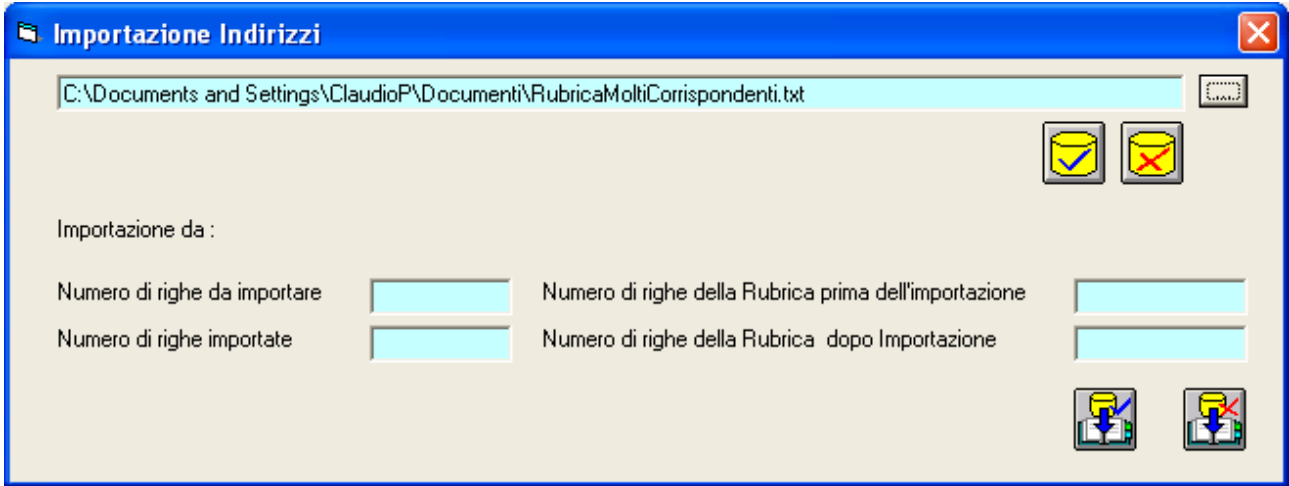 Importazione Indirizzi
C:\Documents and Settings\ClaudioP\Documenti\RubricaMoltiCorrispondenti.txt
Importazione da :
Numero di righe da importare Numero di righe della Rubrica prima dell'importazione
Numero di righe importate Numero di righe della Rubrica dopo Importazione